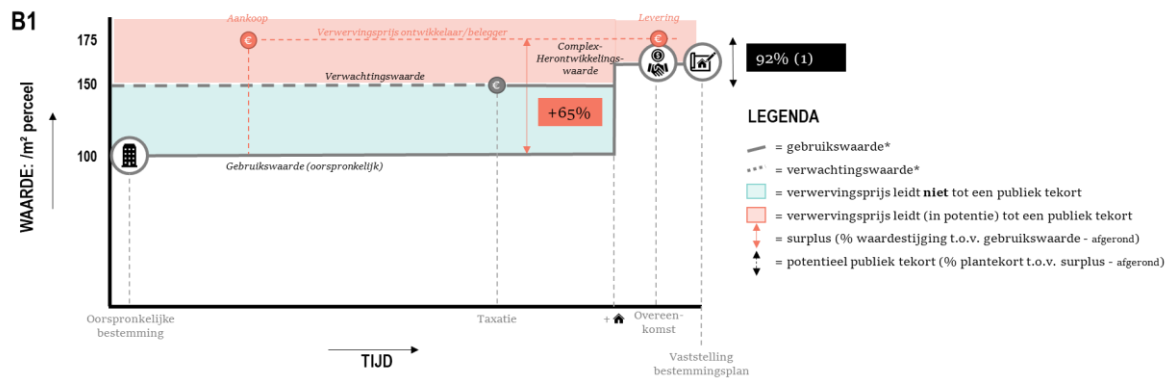 B1
WAARDE: /m² perceel
175
150
100
Aankoop
Verwervingsprijs ontwikkelaar/belegger
Levering
€
€
Complex-
Herontwikkelings-
waarde
Verwachtingswaarde
€
+65%
Gebruikswaarde (oorspronkelijk)
92% (1)
LEGENDA
= gebruikswaarde*
= verwachtingswaarde*
= verwervingsprijs leidt niet tot een publiek tekort
= verwervingsprijs leidt (in potentie) tot een publiek tekort
= surplus (% waardestijging t.o.v. gebruikswaarde - afgerond)
= potentieel publiek tekort (% plantekort t.o.v. surplus - afgerond)
Oorspronkelijke
bestemming
Taxatie
+
Overeen-
komst
Vaststelling
bestemmingsplan
TIJD